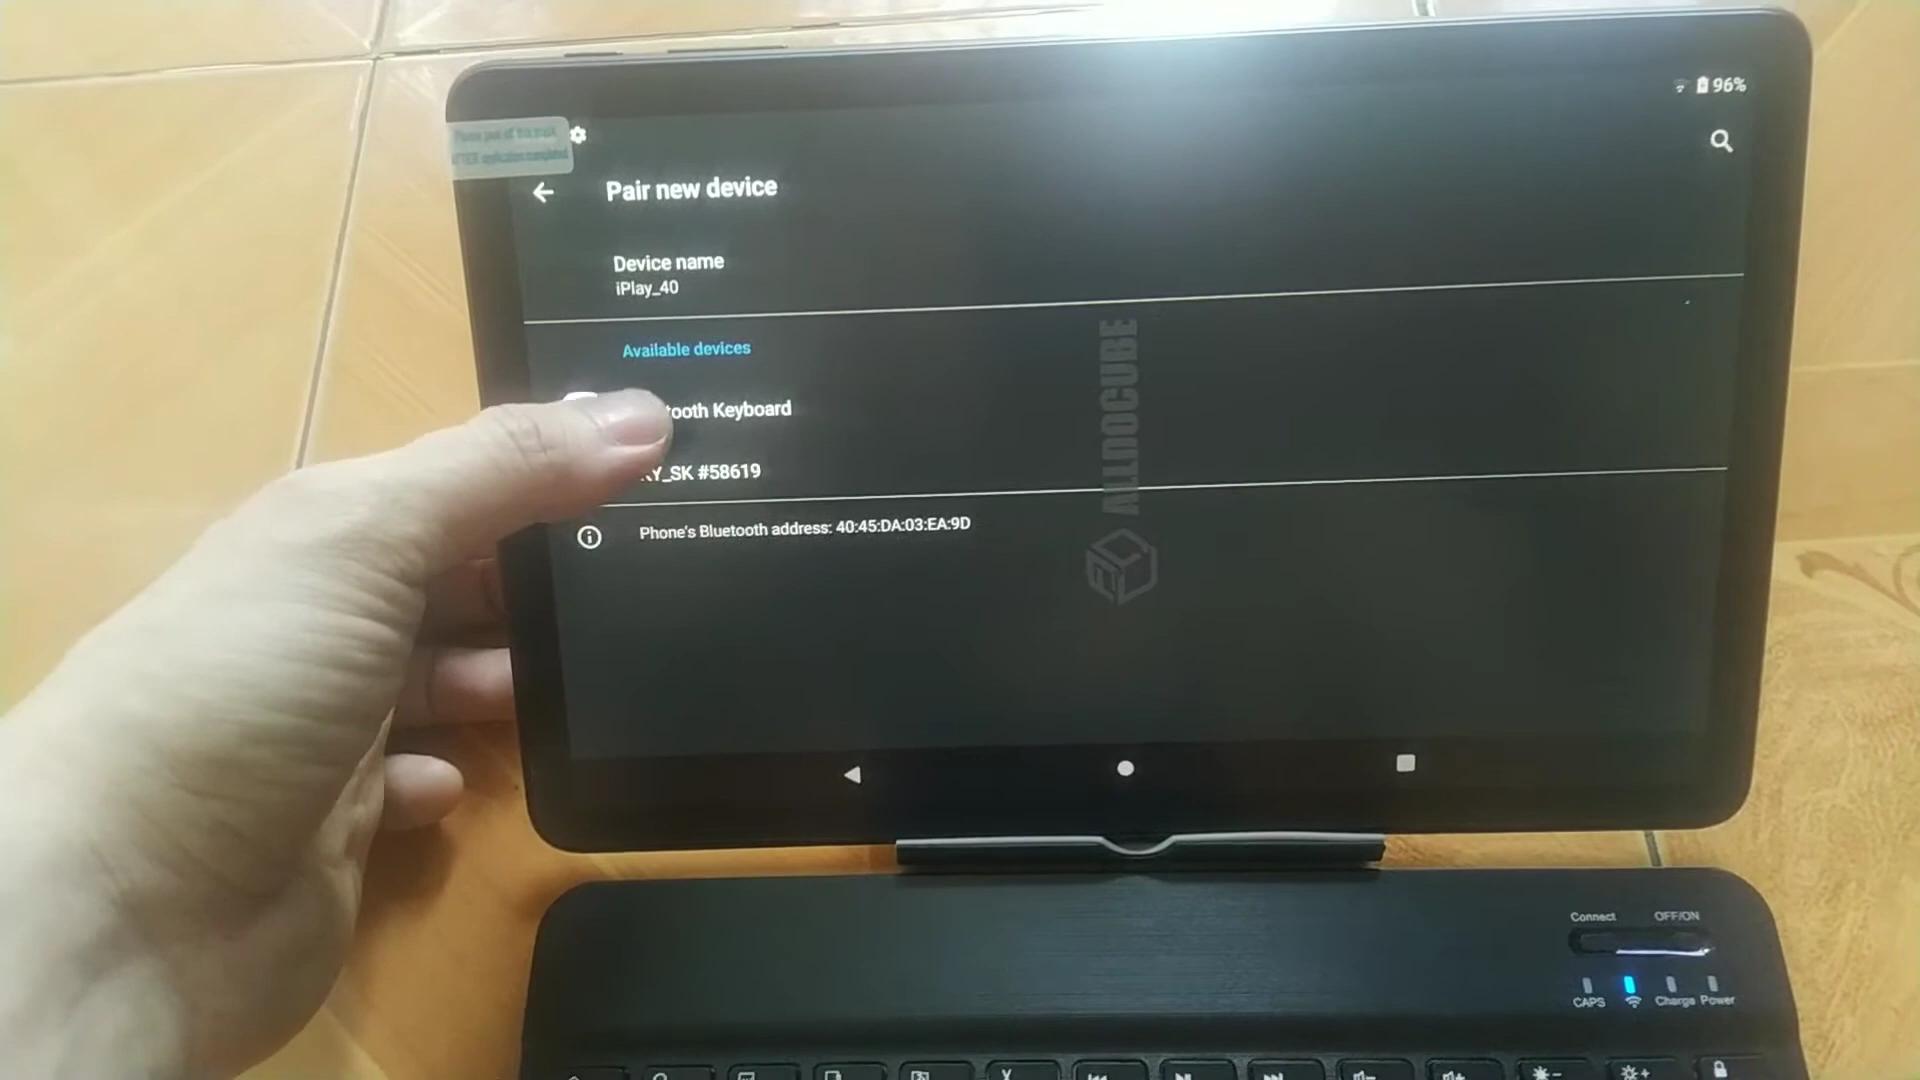 96%
Pair new device
Device name
iPlay_40
Available devices
Keyboard
Y_SK #58619
Phone's Bluetooth address: 40:45:DA:03:EA:9D
ALLDOCUBE
Connect OFF/ON
CAPS Charge Power